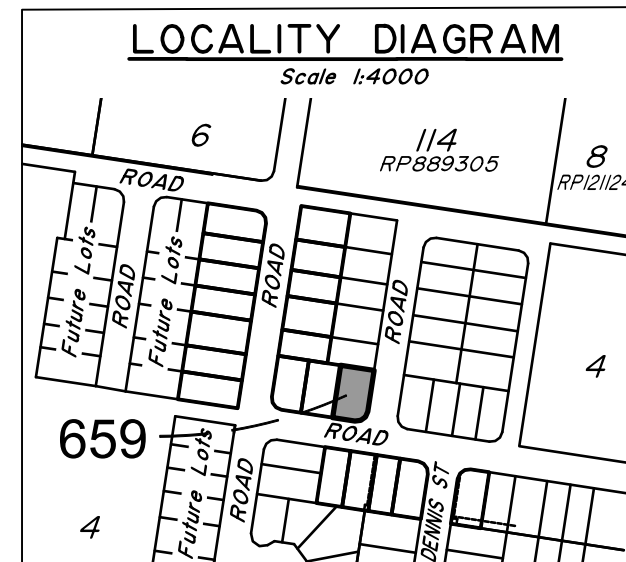 LOCALITY DIAGRAM
Scale 1:4000
6
114
RP889305
8
RP121124
ROAD
Future Lots
ROAD
Future Lots
ROAD
ROAD
4
659
ROAD
Future Lots
ROAD
DENNIS ST
4